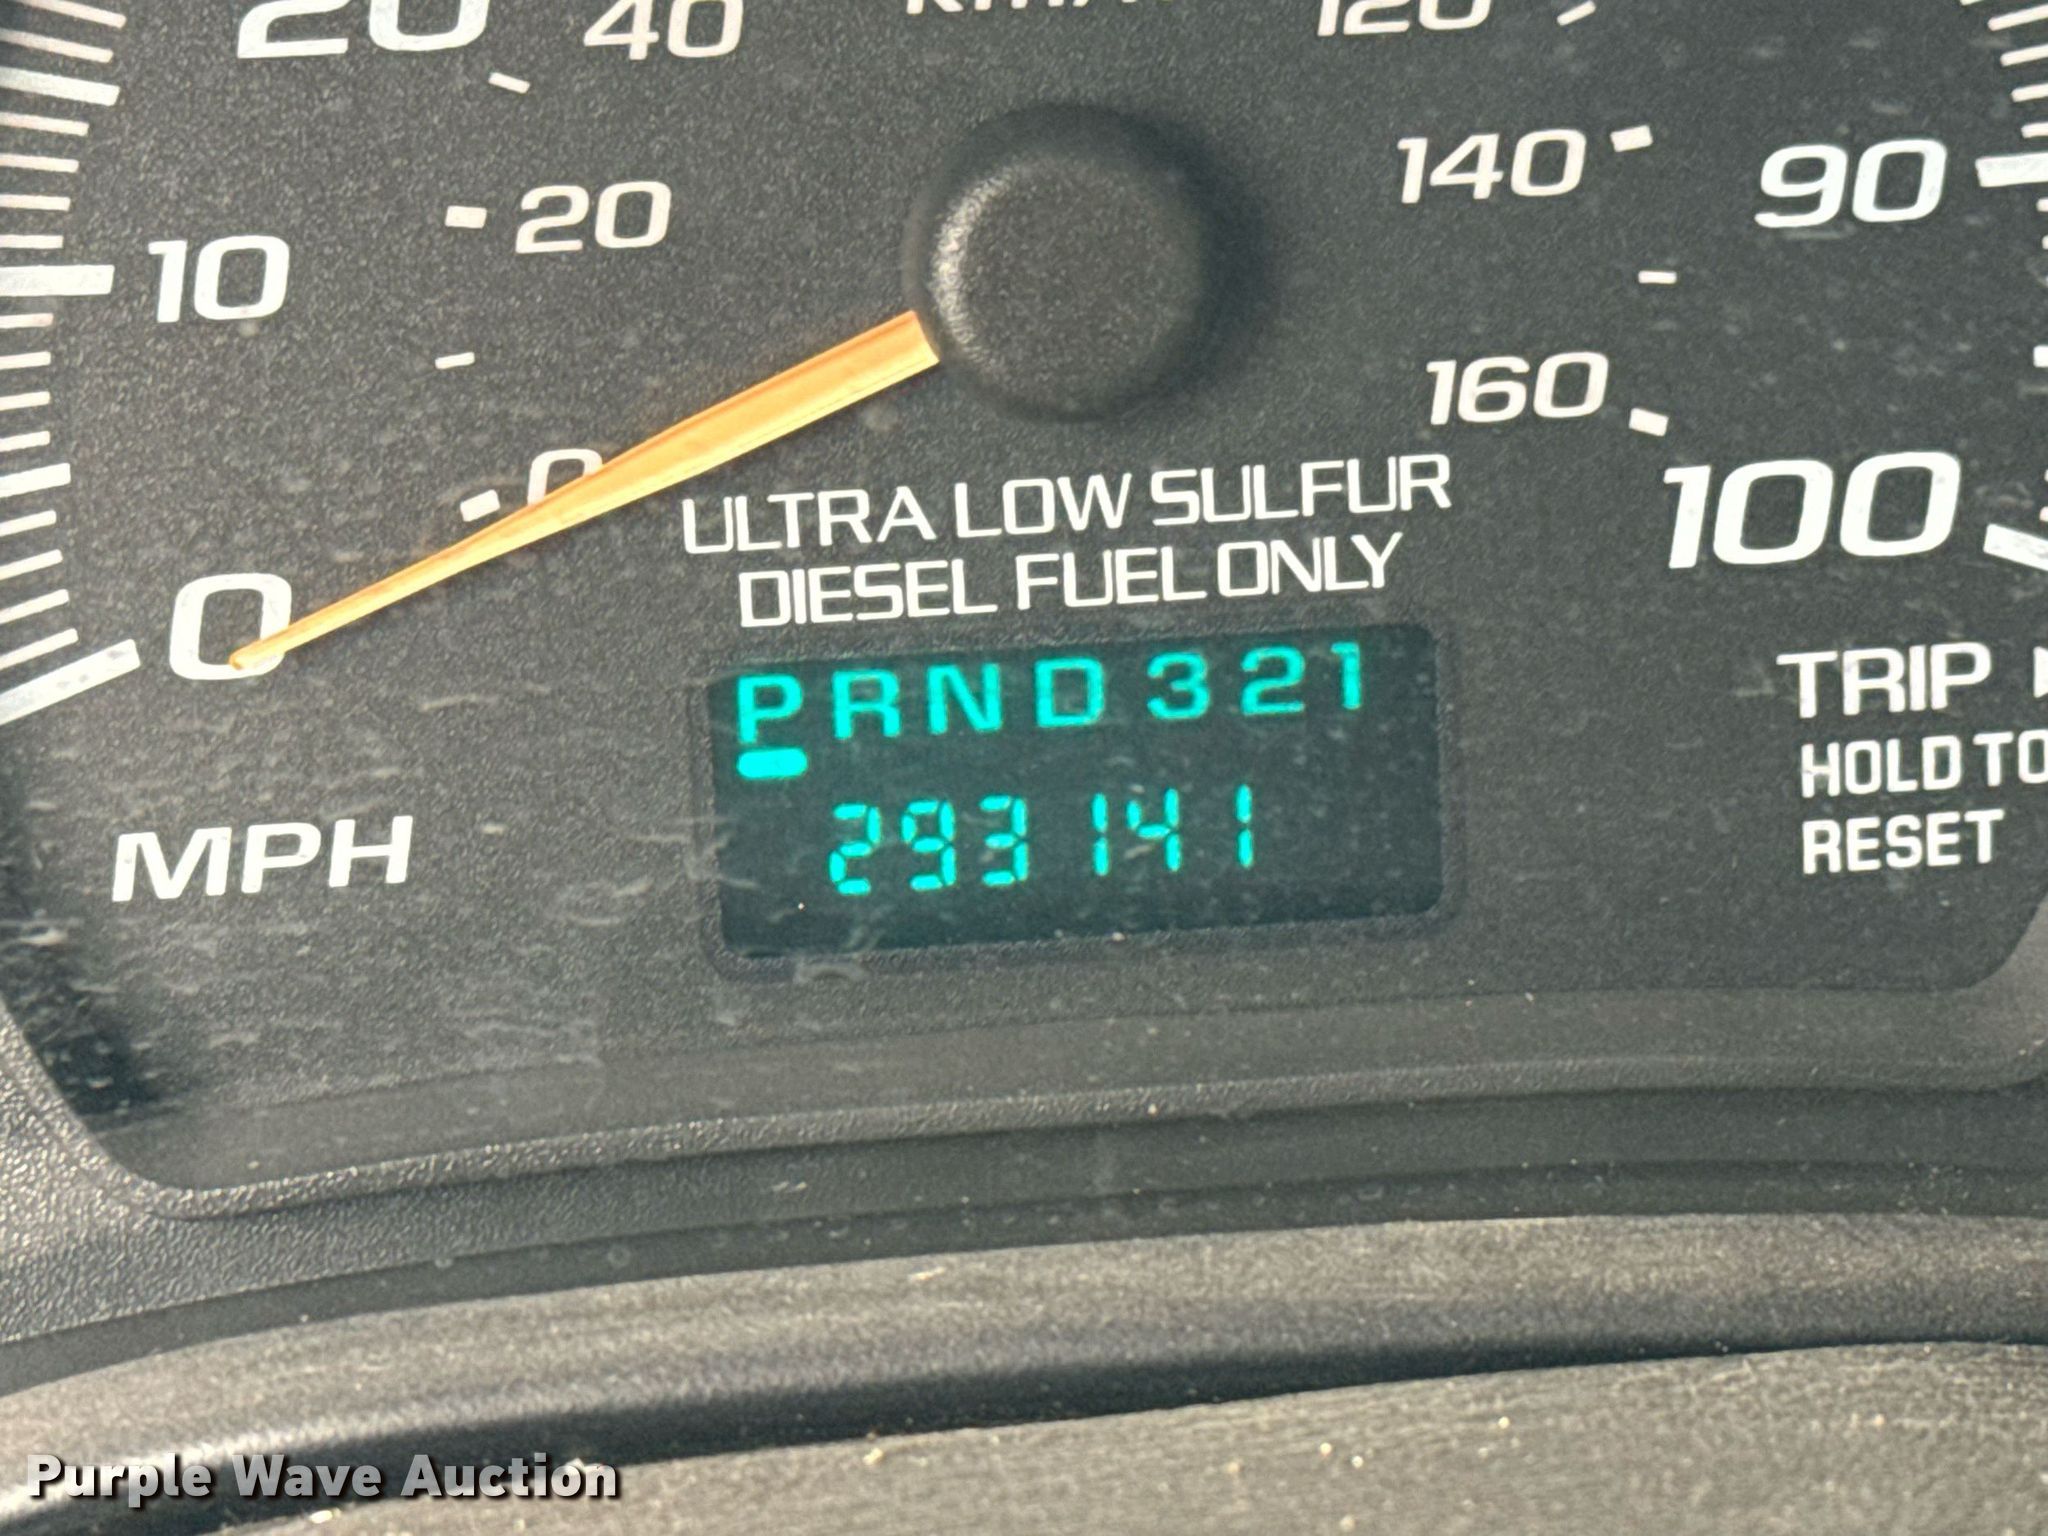 20 40 120
10 20 140 90
0 160 100
0
ULTRA LOW SULFUR
DIESEL FUEL ONLY
PRND321
293141
MPH
TRIP
HOLD TO
RESET
Purple Wave Auction